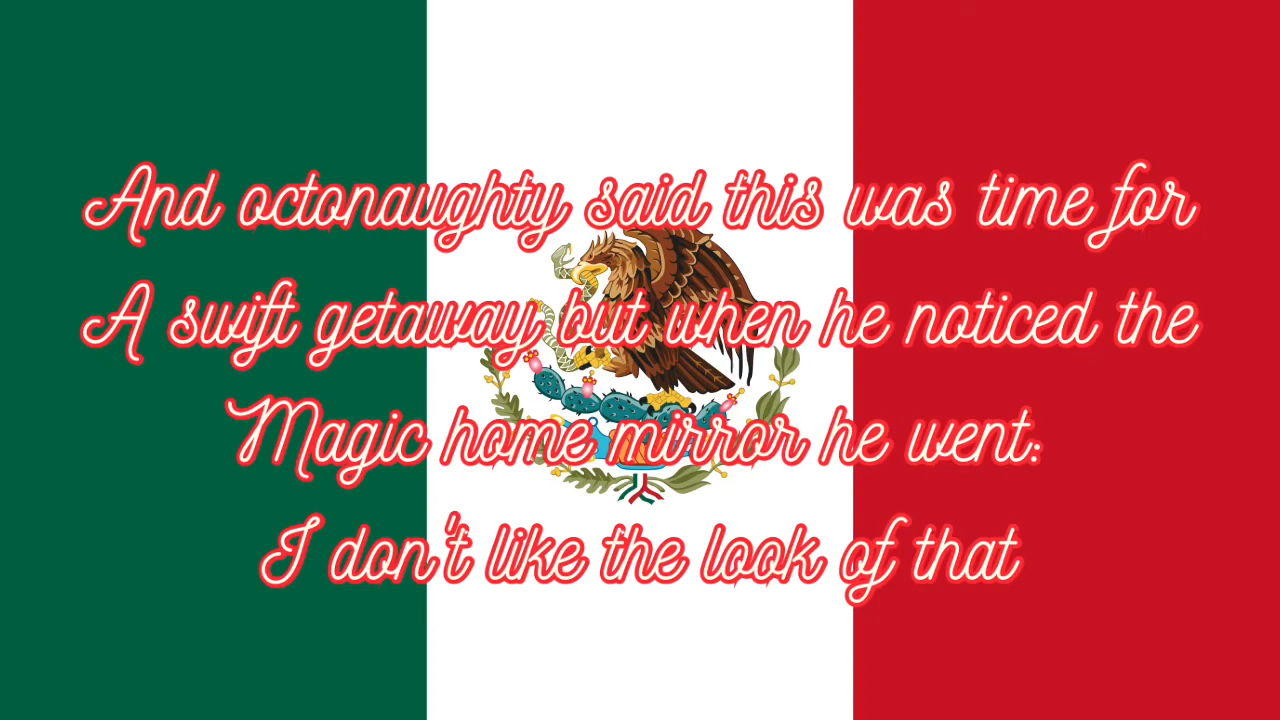 And octonaughty said this was time for
A swift getaway, but when he noticed the
Magic home mirror he went:
I don't like the look of that